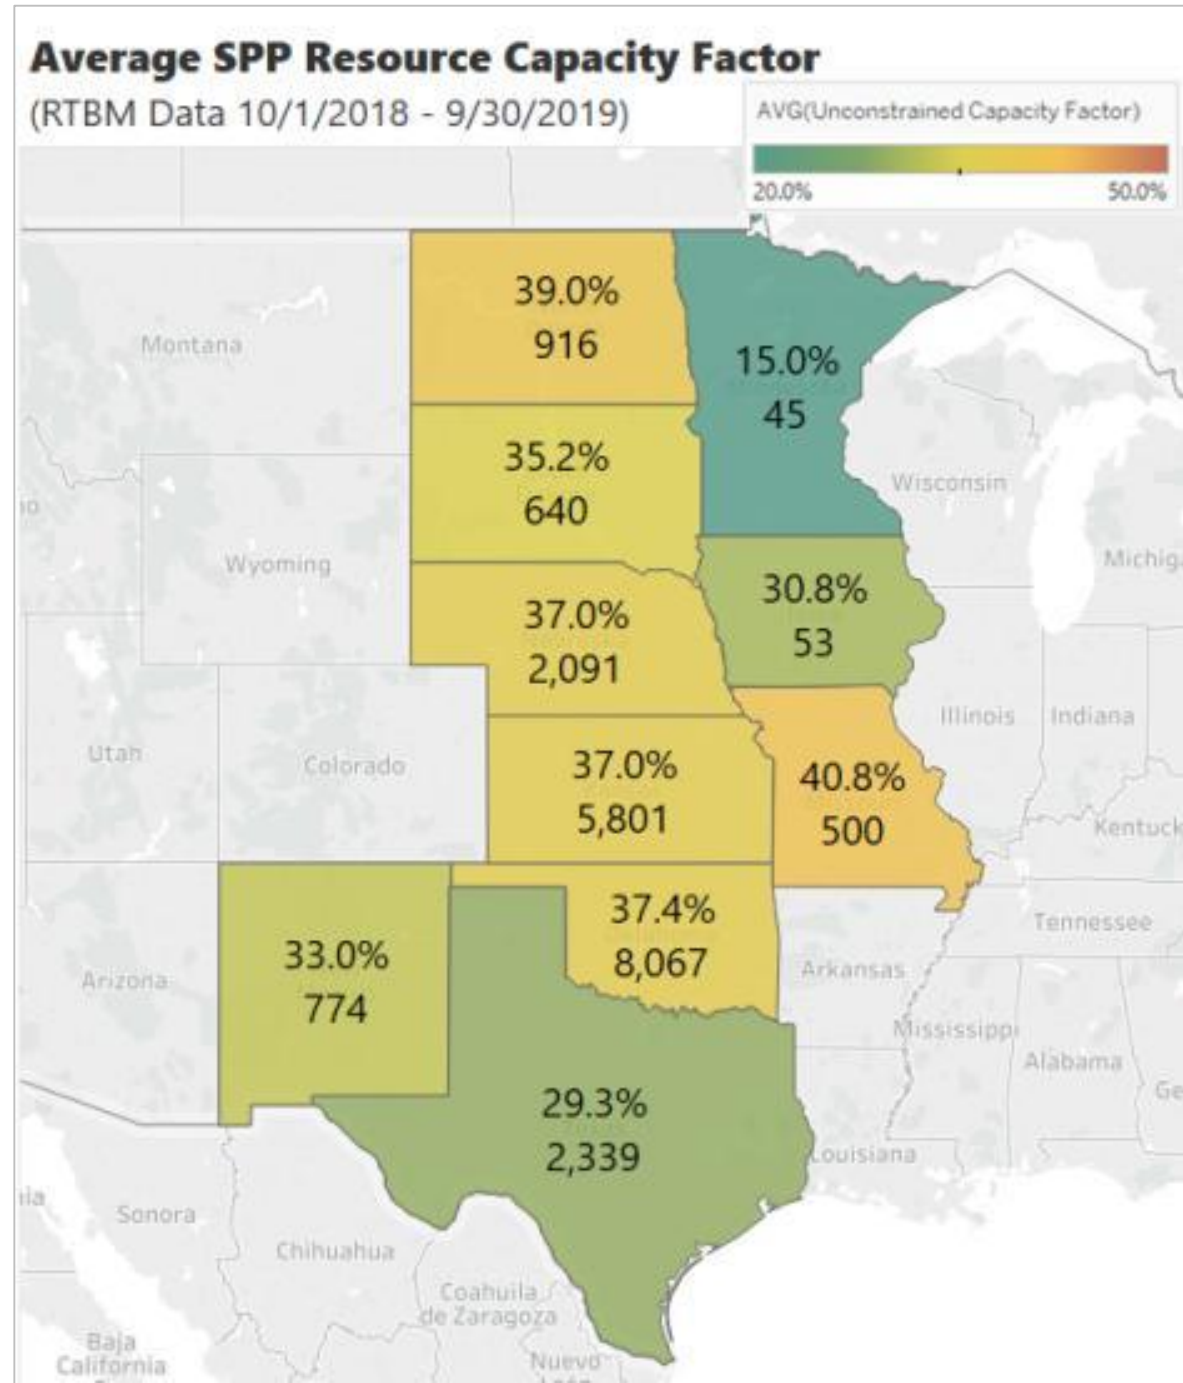 Average SPP Resource Capacity Factor
(RTBM Data 10/1/2018 - 9/30/2019)
AVG(Unconstrained Capacity Factor)
20.0%
50.0%
39.0%
916
Montana
15.0%
45
35.2%
640
Wisconsin
Wyoming
Michig
30.8%
53
37.0%
2,091
Illinois
Indiana
Utah
Colorado
37.0%
5,801
40.8%
500
Kentuck
37.4%
8,067
Tennessee
33.0%
774
Arizona
Arkansas
Mississippi
Alabama
Ge
29.3%
2,339
Louisiana
Sonora
Chihuahua
Coahuila
de Zaragoza
Baja
California
Nuevo